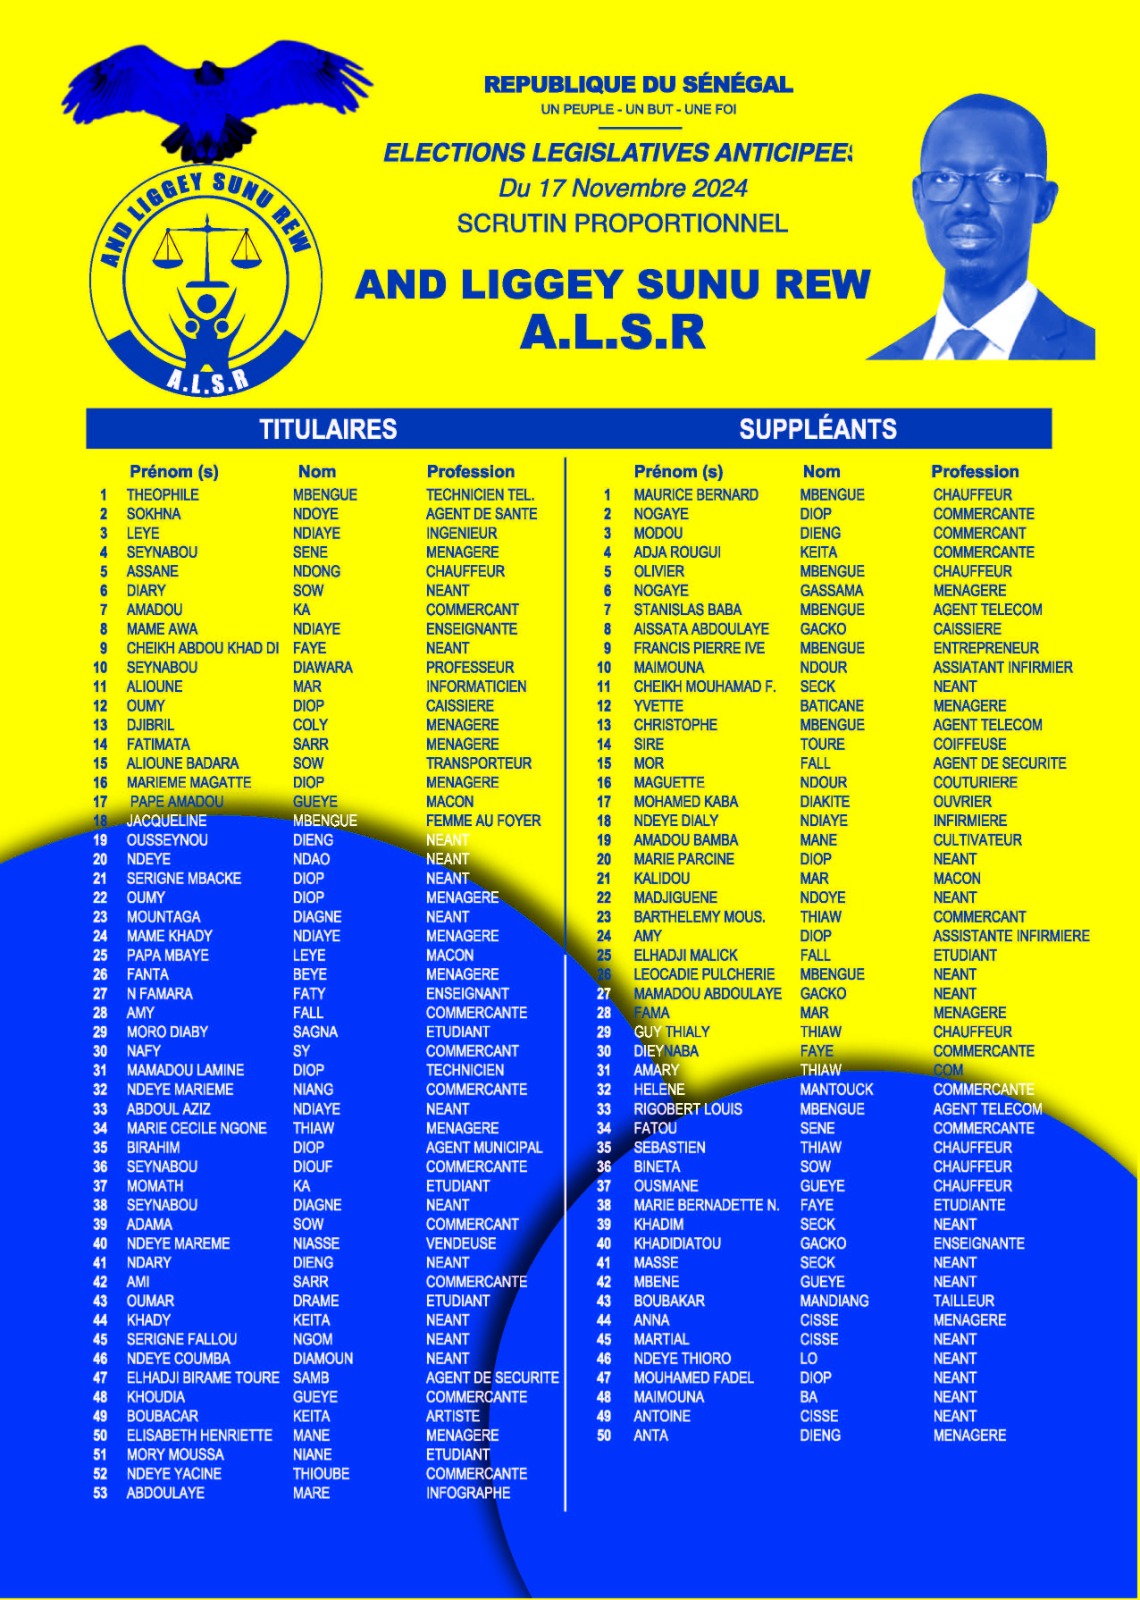 AND LIGGEY SUNU REW
A.L.S.R
REPUBLIQUE DU SÉNÉGAL
UN PEUPLE - UN BUT - UNE FOI
ELECTIONS LEGISLATIVES ANTICIPEES
Du 17 Novembre 2024
SCRUTIN PROPORTIONNEL
AND LIGGEY SUNU REW
A.L.S.R
TITULAIRES
Prénom (s) Nom Profession
1 THEOPHILE MBENGUE TECHNICIEN TEL.
2 SOKHNA NDOYE AGENT DE SANTE
3 LEYE NDIAYE INGENIEUR
4 SEYNABOU SENE MENAGERE
5 ASSANE NDONG CHAUFFEUR
6 DIARY SOW NEANT
7 AMADOU KA COMMERCANT
8 MAME AWA NDIAYE ENSEIGNANTE
9 CHEIKH ABDOU KHAD DI FAYE NEANT
10 SEYNABOU DIAWARA PROFESSEUR
11 ALIOUNE MAR INFORMATICIEN
12 OUMY DIOP CAISSIERE
13 DJIBRIL COLY MENAGERE
14 FATIMATA SARR MENAGERE
15 ALIOUNE BADARA SOW TRANSPORTEUR
16 MARIEME MAGATTE DIOP MENAGERE
17 PAPE AMADOU GUEYE MACON
18 JACQUELINE MBENGUE FEMME AU FOYER
19 OUSSEYNOU DIENG NEANT
20 NDEYE NDAO NEANT
21 SERIGNE MBACKE DIOP NEANT
22 OUMY DIOP MENAGERE
23 MOUNTAGA DIAGNE NEANT
24 MAME KHADY NDIAYE MENAGERE
25 PAPA MBAYE LEYE MACON
26 FANTA BEYE MENAGERE
27 N FAMARA FATY ENSEIGNANT
28 AMY FALL COMMERCANTE
29 MORO DIABY SAGNA ETUDIANT
30 NAFY SY COMMERCANT
31 MAMADOU LAMINE DIOP TECHNICIEN
32 NDEYE MARIEME NIANG COMMERCANTE
33 ABDOUL AZIZ NDIAYE NEANT
34 MARIE CECILE NGONE THIAW MENAGERE
35 BIRAHIM DIOP AGENT MUNICIPAL
36 SEYNABOU DIOUF COMMERCANTE
37 MOMATH KA ETUDIANT
38 SEYNABOU DIAGNE NEANT
39 ADAMA SOW COMMERCANT
40 NDEYE MAREME NIASSE VENDEUSE
41 NDARY DIENG NEANT
42 AMI SARR COMMERCANTE
43 OUMAR DRAME ETUDIANT
44 KHADY KEITA NEANT
45 SERIGNE FALLOU NGOM NEANT
46 NDEYE COUMBA DIAMOUN NEANT
47 ELHADJI BIRAME TOURE SAMB AGENT DE SECURITE
48 KHOUDIA GUEYE COMMERCANTE
49 BOUBACAR KEITA ARTISTE
50 ELISABETH HENRIETTE MANE MENAGERE
51 MORY MOUSSA NIANE ETUDIANT
52 NDEYE YACINE THIOUBE COMMERCANTE
53 ABDOULAYE MARE INFOGRAPHE
SUPPLÉANTS
Prénom (s) Nom Profession
1 MAURICE BERNARD MBENGUE CHAUFFEUR
2 NOGAYE DIOP COMMERCANTE
3 MODOU DIENG COMMERCANT
4 ADJA ROUGUI KEITA COMMERCANTE
5 OLIVIER MBENGUE CHAUFFEUR
6 NOGAYE GASSAMA MENAGERE
7 STANISLAS BABA MBENGUE AGENT TELECOM
8 AISSATA ABDOULAYE GACKO CAISSIERE
9 FRANCIS PIERRE IVE MBENGUE ENTREPRENEUR
10 MAIMOUNA NDOUR ASSIATANT INFIRMIER
11 CHEIKH MOUHAMAD F. SECK NEANT
12 YVETTE BATICANE MENAGERE
13 CHRISTOPHE MBENGUE AGENT TELECOM
14 SIRE TOURE COIFFEUSE
15 MOR FALL AGENT DE SECURITE
16 MAGUETTE NDOUR COUTURIERE
17 MOHAMED KABA DIAKITE OUVRIER
18 NDEYE DIALY NDIAYE INFIRMIERE
19 AMADOU BAMBA MANE CULTIVATEUR
20 MARIE PARCINE DIOP NEANT
21 KALIDOU MAR MACON
22 MADJIGUENE NDOYE NEANT
23 BARTHELEMY MOUS. THIAW COMMERCANT
24 AMY DIOP ASSISTANTE INFIRMIERE
25 ELHADJI MALICK FALL ETUDIANT
26 LEOCADIE PULCHERIE MBENGUE NEANT
27 MAMADOU ABDOULAYE GACKO NEANT
28 FAMA MAR MENAGERE
29 GUY THIALY THIAW CHAUFFEUR
30 DIEYNABA FAYE COMMERCANTE
31 AMARY THIAW COM
32 HELENE MANTOUCK COMMERCANTE
33 RIGOBERT LOUIS MBENGUE AGENT TELECOM
34 FATOU SENE COMMERCANTE
35 SEBASTIEN THIAW CHAUFFEUR
36 BINETA SOW CHAUFFEUR
37 OUSMANE GUEYE CHAUFFEUR
38 MARIE BERNADETTE N. FAYE ETUDIANTE
39 KHADIM SECK NEANT
40 KHADIDIATOU GACKO ENSEIGNANTE
41 MASSE SECK NEANT
42 MBENE GUEYE NEANT
43 BOUBAKAR MANDIANG TAILLEUR
44 ANNA CISSE MENAGERE
45 MARTIAL CISSE NEANT
46 NDEYE THIORO LO NEANT
47 MOUHAMED FADEL DIOP NEANT
48 MAIMOUNA BA NEANT
49 ANTOINE CISSE NEANT
50 ANTA DIENG MENAGERE